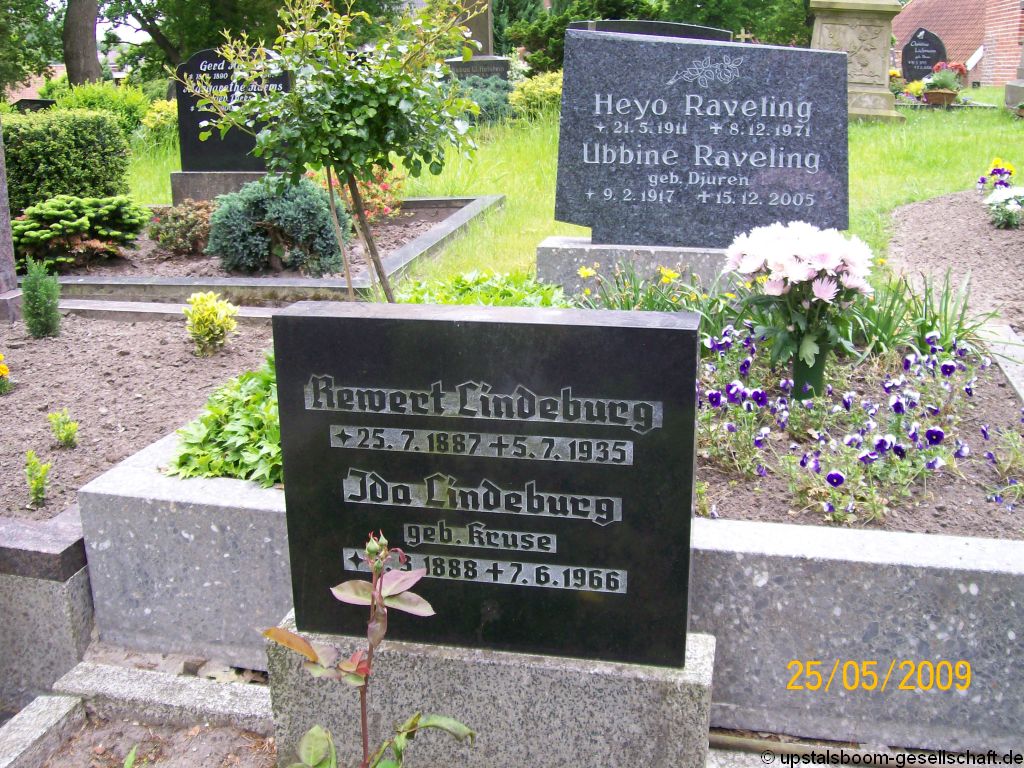 Heyo Raveling
+ 21.5.1911 + 8.12.1971
Ubbine Raveling
geb. Djuren
+ 9.2.1917 + 15.12.2005
Rewert Lindeburg
✦ 25.7.1887 + 5.7.1935
Ida Lindeburg
geb. Kruse
✦ 3 1888 + 7.6.1966
Gerd
25/05/2009
© upstalsboom-gesellschaft.de